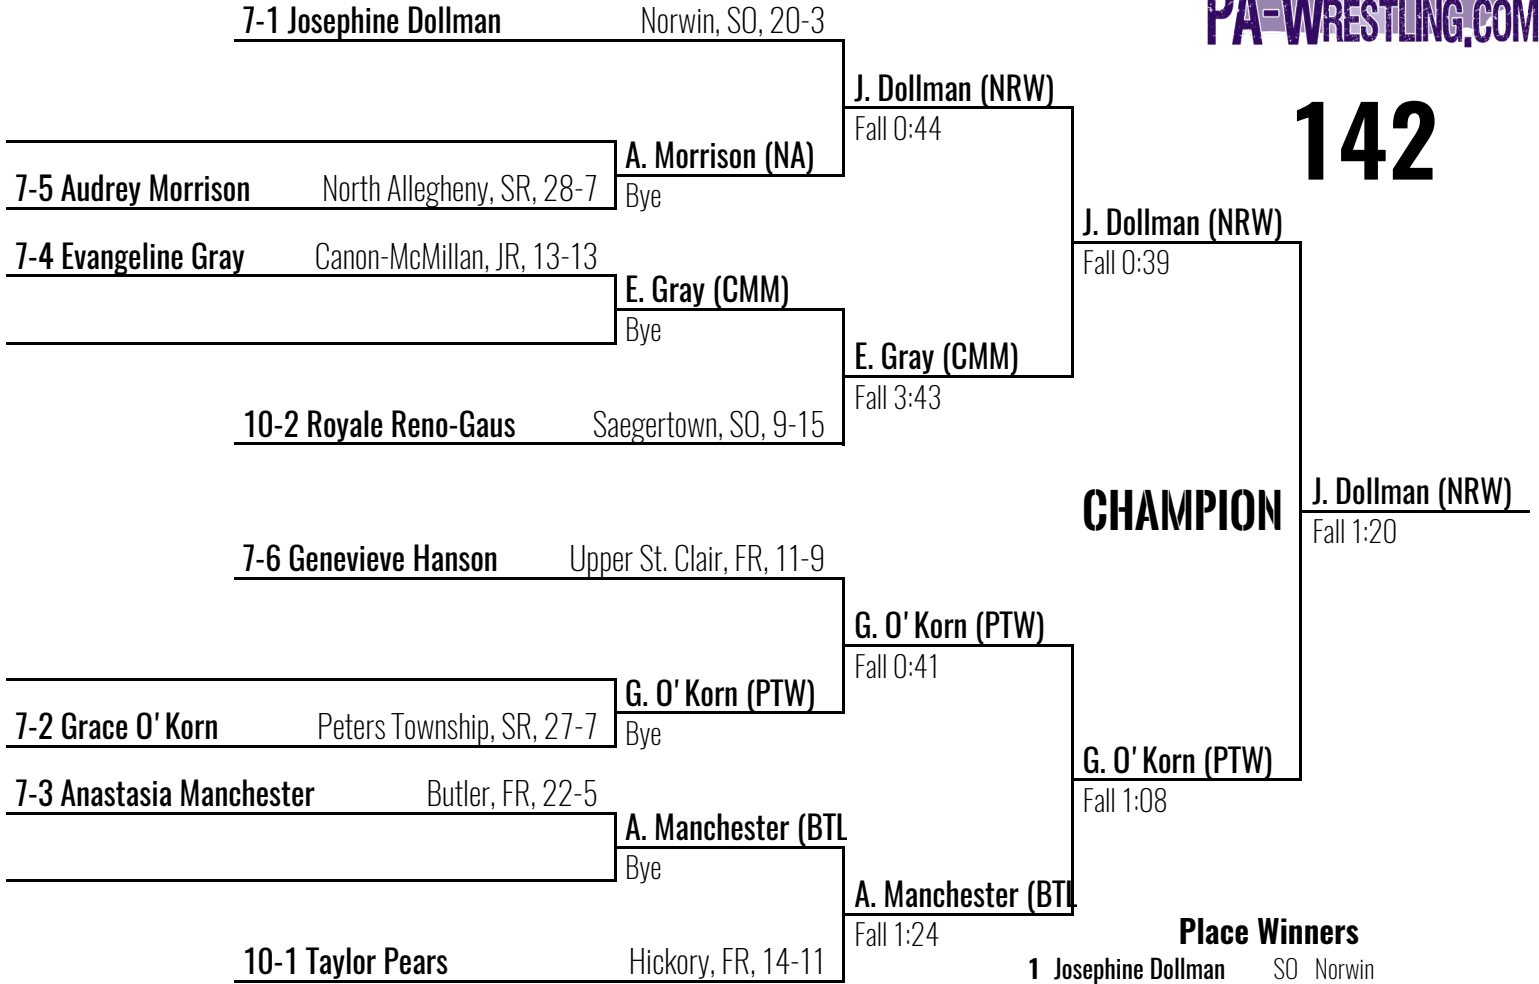 7-1 Josephine Dollman Norwin, SO, 20-3
PA-WRESTLING.COM
J. Dollman (NRW)
Fall 0:44
142
A. Morrison (NA)
7-5 Audrey Morrison North Allegheny, SR, 28-7
Bye
J. Dollman (NRW)
7-4 Evangeline Gray Canon-McMillan, JR, 13-13
Fall 0:39
E. Gray (CMM)
Bye
E. Gray (CMM)
Fall 3:43
10-2 Royale Reno-Gaus Saegertown, SO, 9-15
CHAMPION
J. Dollman (NRW)
Fall 1:20
7-6 Genevieve Hanson Upper St. Clair, FR, 11-9
G. O'Korn (PTW)
Fall 0:41
G. O'Korn (PTW)
7-2 Grace O'Korn Peters Township, SR, 27-7
Bye
G. O'Korn (PTW)
7-3 Anastasia Manchester Butler, FR, 22-5
Fall 1:08
A. Manchester (BTL
Bye
A. Manchester (BTL
Fall 1:24
Place Winners
10-1 Taylor Pears Hickory, FR, 14-11
1 Josephine Dollman SO Norwin